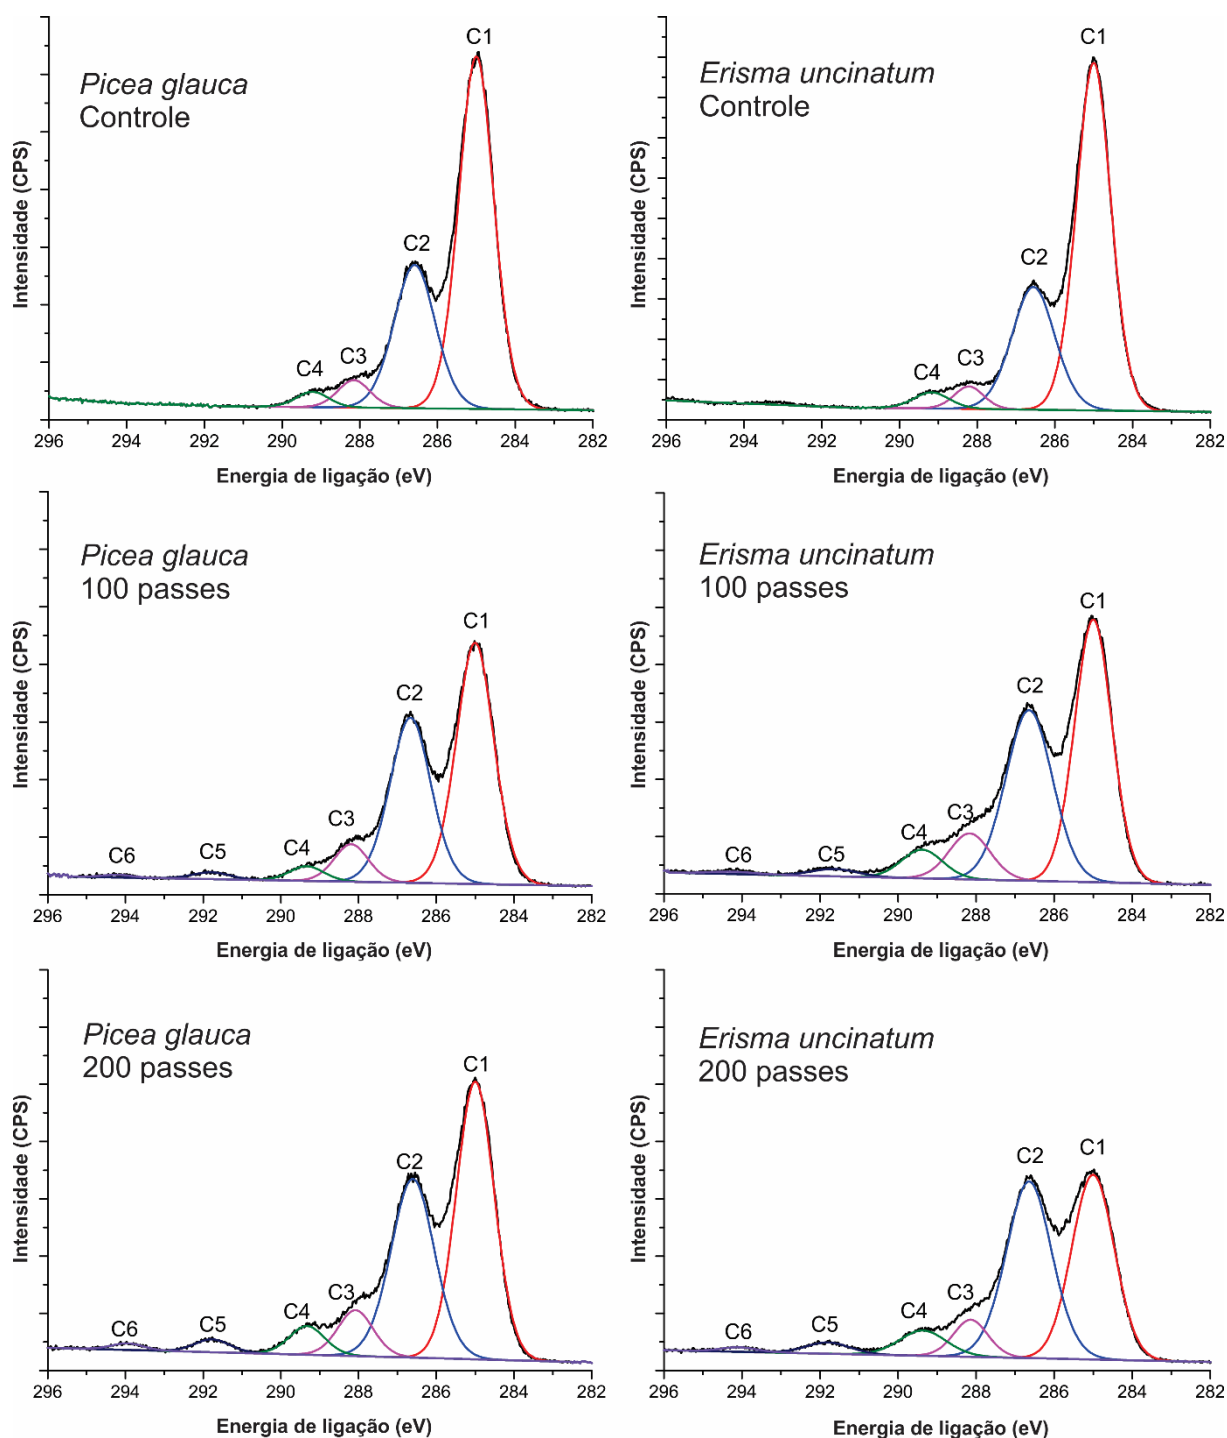 Picea glauca
Controle
C1
C2
C3
C4
Intensidade (CPS)
296 294 292 290 288 286 284 282
Energia de ligação (eV)
Erisma uncinatum
Controle
C1
C2
C3
C4
Intensidade (CPS)
296 294 292 290 288 286 284 282
Energia de ligação (eV)
Picea glauca
100 passes
C1
C2
C3
C4
C5
C6
Intensidade (CPS)
296 294 292 290 288 286 284 282
Energia de ligação (eV)
Erisma uncinatum
100 passes
C1
C2
C3
C4
C5
C6
Intensidade (CPS)
296 294 292 290 288 286 284 282
Energia de ligação (eV)
Picea glauca
200 passes
C1
C2
C3
C4
C5
C6
Intensidade (CPS)
296 294 292 290 288 286 284 282
Energia de ligação (eV)
Erisma uncinatum
200 passes
C1
C2
C3
C4
C5
C6
Intensidade (CPS)
296 294 292 290 288 286 284 282
Energia de ligação (eV)